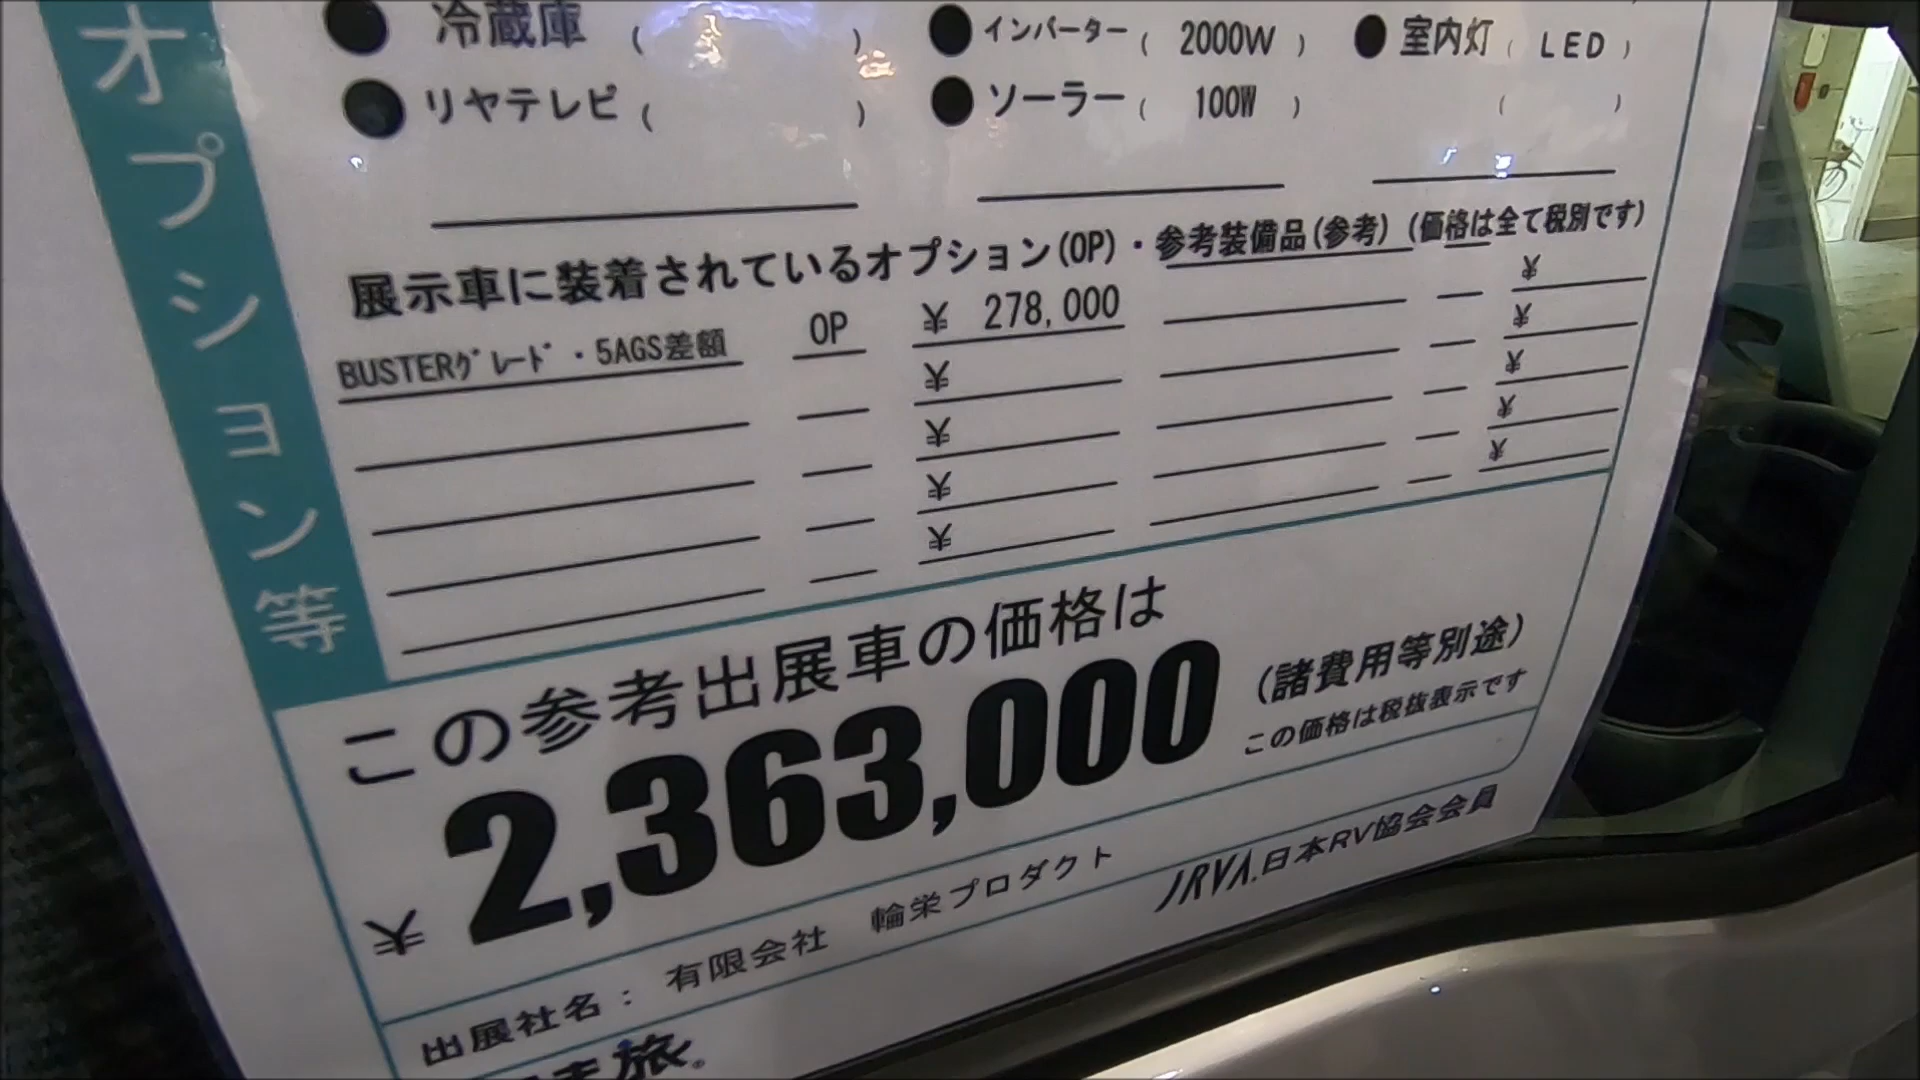 オプション等
● 冷蔵庫 ( ) ● インバーター ( 2000W ) ● 室内灯 ( LED )
● リヤテレビ ( ) ● ソーラー ( 100W ) ( )
展示車に装着されているオプション(OP)・参考装備品(参考) (価格は全て税別です)
BUSTERグレード・5AGS差額 OP ¥ 278,000 ¥
¥ ¥
¥ ¥
¥ ¥
¥ ¥
この参考出展車の価格は
¥2,363,000 (諸費用等別途)
この価格は税抜表示です
出展社名： 有限会社 輪栄プロダクト
JRVA.日本RV協会会員
旅。